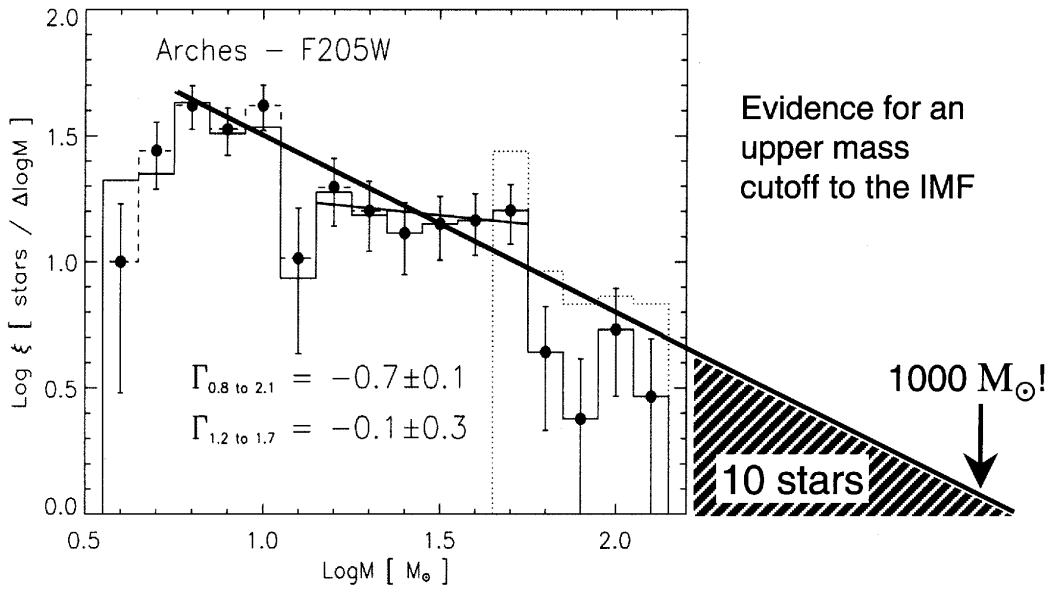 2.0
1.5
1.0
0.5
0.0
Log ξ [ stars / ΔlogM ]
Arches – F205W
Γ0.8 to 2.1 = −0.7±0.1
Γ1.2 to 1.7 = −0.1±0.3
0.5 1.0 1.5 2.0
LogM [ M⊙ ]
Evidence for an
upper mass
cutoff to the IMF
1000 M⊙!
10 stars